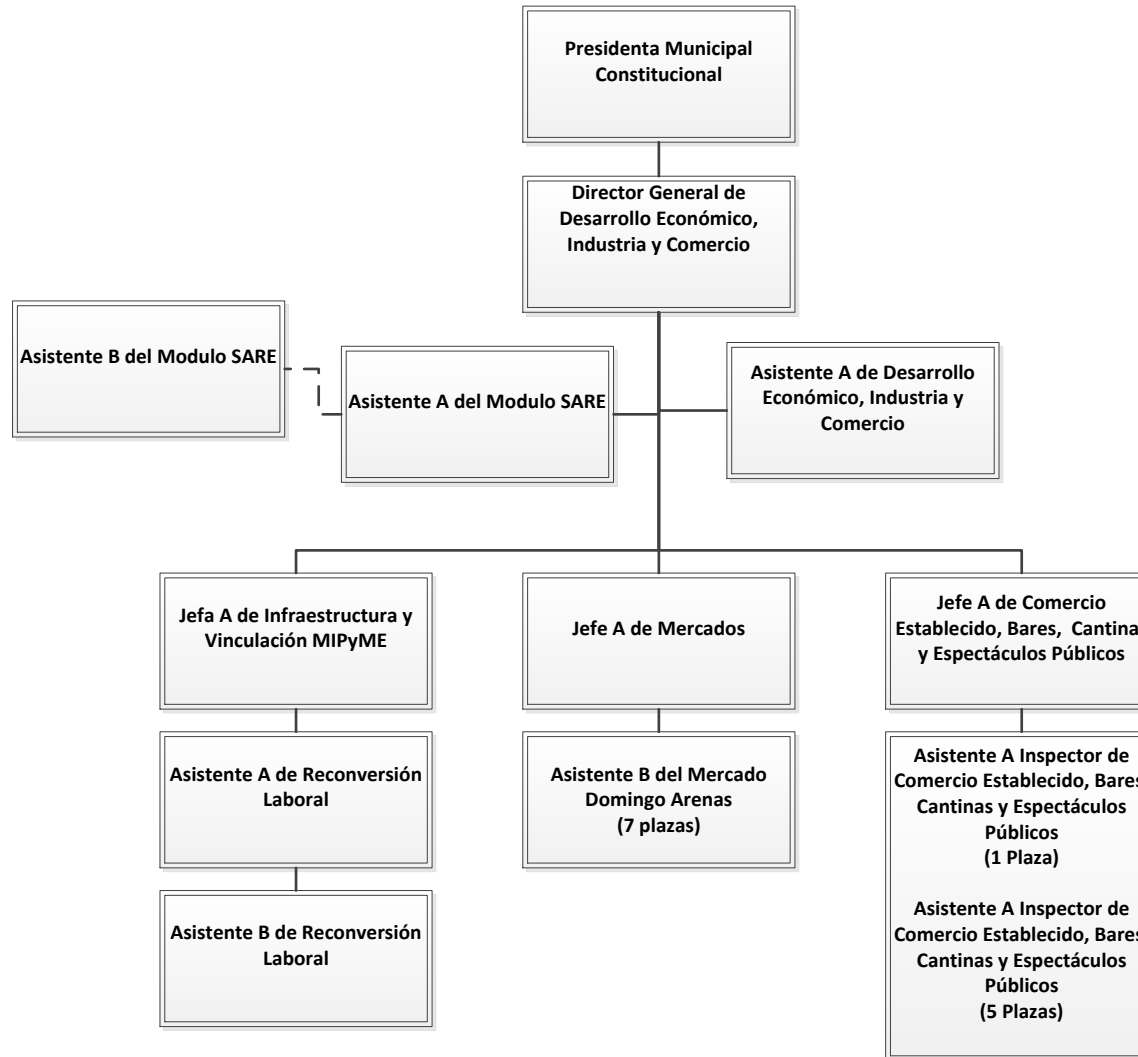 Presidenta Municipal
Constitucional
Director General de
Desarrollo Económico,
Industria y Comercio
Asistente B del Modulo SARE
Asistente A del Modulo SARE
Asistente A de Desarrollo
Económico, Industria y
Comercio
Jefa A de Infraestructura y
Vinculación MIPyME
Jefe A de Mercados
Jefe A de Comercio
Establecido, Bares, Cantina
y Espectáculos Públicos
Asistente A de Reconversión
Laboral
Asistente B del Mercado
Domingo Arenas
(7 plazas)
Asistente A Inspector de
Comercio Establecido, Bares
Cantinas y Espectáculos
Públicos
(1 Plaza)
Asistente A Inspector de
Comercio Establecido, Bares
Cantinas y Espectáculos
Públicos
(5 Plazas)
Asistente B de Reconversión
Laboral